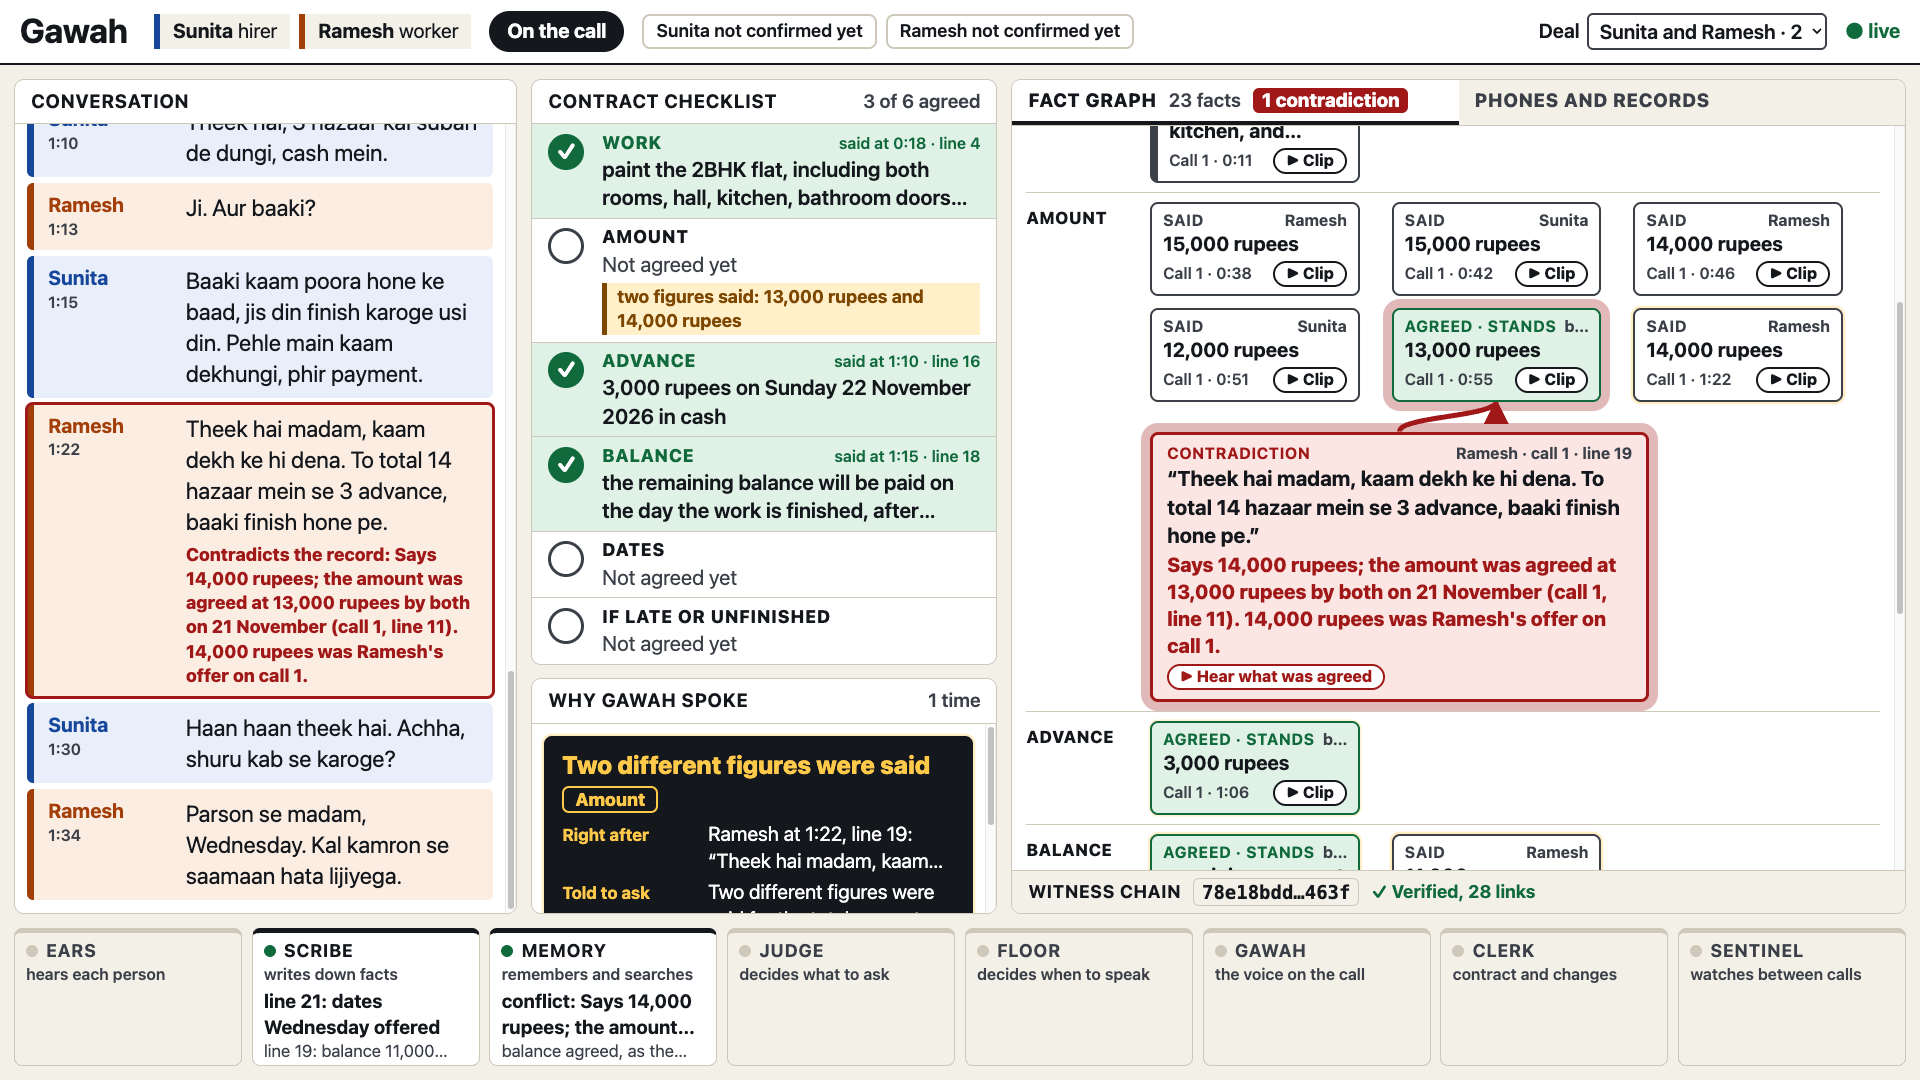 Gawah
Sunita hirer
Ramesh worker
On the call
Sunita not confirmed yet
Ramesh not confirmed yet
Deal
Sunita and Ramesh · 2
live
CONVERSATION
1:10
Theek hai, 3 hazaar kal subah
de dungi, cash mein.
Ramesh
1:13
Ji. Aur baaki?
Sunita
1:15
Baaki kaam poora hone ke
baad, jis din finish karoge usi
din. Pehle main kaam
dekhungi, phir payment.
Ramesh
1:22
Theek hai madam, kaam
dekh ke hi dena. To total 14
hazaar mein se 3 advance,
baaki finish hone pe.
Contradicts the record: Says
14,000 rupees; the amount was
agreed at 13,000 rupees by both
on 21 November (call 1, line 11).
14,000 rupees was Ramesh's
offer on call 1.
Sunita
1:30
Haan haan theek hai. Achha,
shuru kab se karoge?
Ramesh
1:34
Parson se madam,
Wednesday. Kal kamron se
saamaan hata lijiyega.
CONTRACT CHECKLIST
3 of 6 agreed
WORK
said at 0:18 · line 4
paint the 2BHK flat, including both
rooms, hall, kitchen, bathroom doors...
AMOUNT
Not agreed yet
two figures said: 13,000 rupees and
14,000 rupees
ADVANCE
said at 1:10 · line 16
3,000 rupees on Sunday 22 November
2026 in cash
BALANCE
said at 1:15 · line 18
the remaining balance will be paid on
the day the work is finished, after...
DATES
Not agreed yet
IF LATE OR UNFINISHED
Not agreed yet
WHY GAWAH SPOKE
1 time
Two different figures were said
Amount
Right after
Ramesh at 1:22, line 19:
“Theek hai madam, kaam...
Told to ask
Two different figures were
FACT GRAPH
23 facts
1 contradiction
PHONES AND RECORDS
kitchen, and...
Call 1 · 0:11
Clip
AMOUNT
SAID Ramesh
15,000 rupees
Call 1 · 0:38 Clip
SAID Sunita
15,000 rupees
Call 1 · 0:42 Clip
SAID Ramesh
14,000 rupees
Call 1 · 0:46 Clip
SAID Sunita
12,000 rupees
Call 1 · 0:51 Clip
AGREED · STANDS b...
13,000 rupees
Call 1 · 0:55 Clip
SAID Ramesh
14,000 rupees
Call 1 · 1:22 Clip
CONTRADICTION
Ramesh · call 1 · line 19
“Theek hai madam, kaam dekh ke hi dena. To
total 14 hazaar mein se 3 advance, baaki finish
hone pe.”
Says 14,000 rupees; the amount was agreed at
13,000 rupees by both on 21 November (call 1,
line 11). 14,000 rupees was Ramesh's offer on
call 1.
Hear what was agreed
ADVANCE
AGREED · STANDS b...
3,000 rupees
Call 1 · 1:06 Clip
BALANCE
AGREED · STANDS b...
SAID Ramesh
WITNESS CHAIN
78e18bdd…463f
Verified, 28 links
EARS
hears each person
SCRIBE
writes down facts
line 21: dates
Wednesday offered
line 19: balance 11,000...
MEMORY
remembers and searches
conflict: Says 14,000
rupees; the amount...
balance agreed, as the...
JUDGE
decides what to ask
FLOOR
decides when to speak
GAWAH
the voice on the call
CLERK
contract and changes
SENTINEL
watches between calls